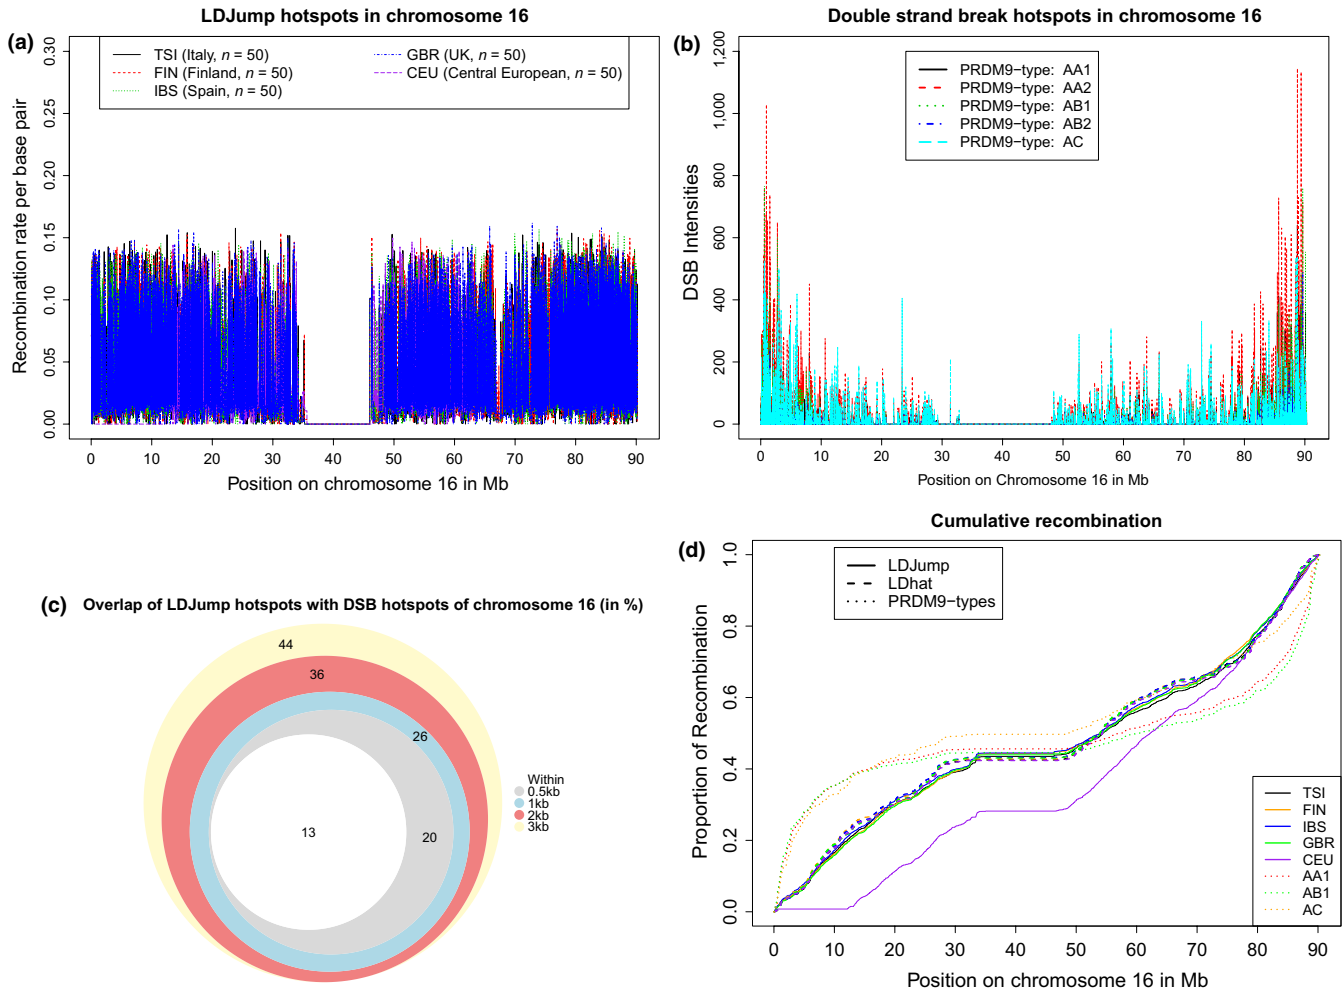 LDJump hotspots in chromosome 16
(a)
TSI (Italy, n = 50)
FIN (Finland, n = 50)
IBS (Spain, n = 50)
GBR (UK, n = 50)
CEU (Central European, n = 50)
Recombination rate per base pair
0.30
0.25
0.20
0.15
0.10
0.05
0.00
0 10 20 30 40 50 60 70 80 90
Position on chromosome 16 in Mb
Double strand break hotspots in chromosome 16
(b)
PRDM9−type: AA1
PRDM9−type: AA2
PRDM9−type: AB1
PRDM9−type: AB2
PRDM9−type: AC
DSB Intensities
1,200
1,000
800
600
400
200
0
0 10 20 30 40 50 60 70 80 90
Position on Chromosome 16 in Mb
(c) Overlap of LDJump hotspots with DSB hotspots of chromosome 16 (in %)
44
36
26
20
13
Within
0.5kb
1kb
2kb
3kb
Cumulative recombination
(d)
LDJump
LDhat
PRDM9−types
Proportion of Recombination
1.0
0.8
0.6
0.4
0.2
0.0
TSI
FIN
IBS
GBR
CEU
AA1
AB1
AC
0 10 20 30 40 50 60 70 80 90
Position on chromosome 16 in Mb